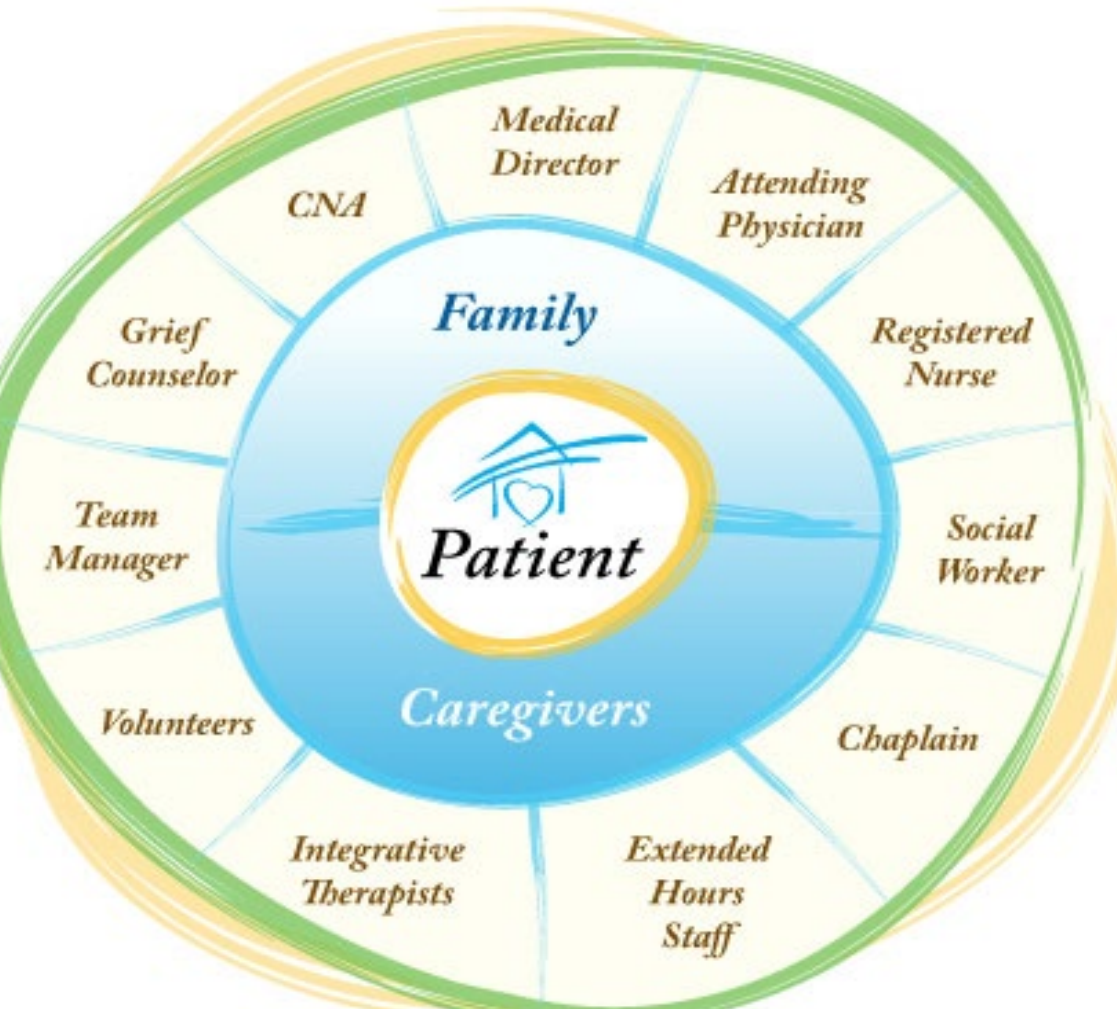 Medical
Director
Attending
Physician
Registered
Nurse
Social
Worker
Chaplain
Extended
Hours
Staff
Integrative
Therapists
Volunteers
Team
Manager
Grief
Counselor
CNA
Family
Patient
Caregivers